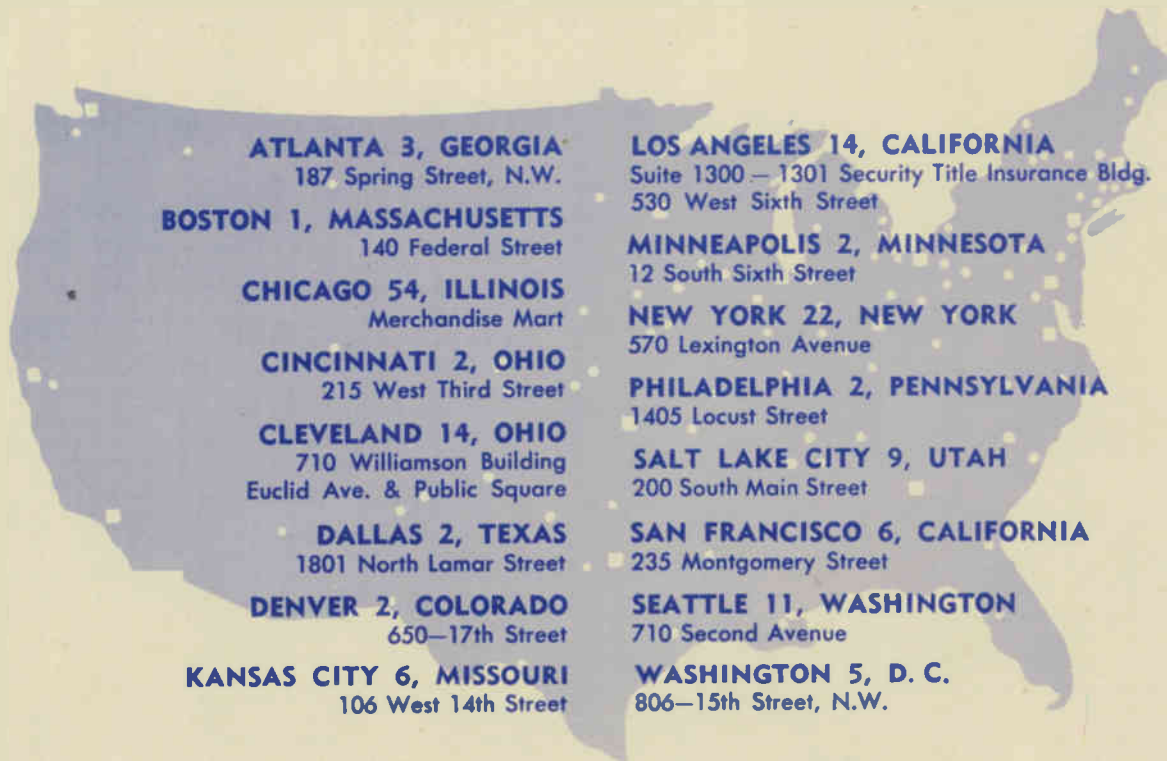 ATLANTA 3, GEORGIA
187 Spring Street, N.W.
BOSTON 1, MASSACHUSETTS
140 Federal Street
CHICAGO 54, ILLINOIS
Merchandise Mart
CINCINNATI 2, OHIO
215 West Third Street
CLEVELAND 14, OHIO
710 Williamson Building
Euclid Ave. & Public Square
DALLAS 2, TEXAS
1801 North Lamar Street
DENVER 2, COLORADO
650—17th Street
KANSAS CITY 6, MISSOURI
106 West 14th Street
LOS ANGELES 14, CALIFORNIA
Suite 1300 — 1301 Security Title Insurance Bldg.
530 West Sixth Street
MINNEAPOLIS 2, MINNESOTA
12 South Sixth Street
NEW YORK 22, NEW YORK
570 Lexington Avenue
PHILADELPHIA 2, PENNSYLVANIA
1405 Locust Street
SALT LAKE CITY 9, UTAH
200 South Main Street
SAN FRANCISCO 6, CALIFORNIA
235 Montgomery Street
SEATTLE 11, WASHINGTON
710 Second Avenue
WASHINGTON 5, D. C.
806—15th Street, N.W.